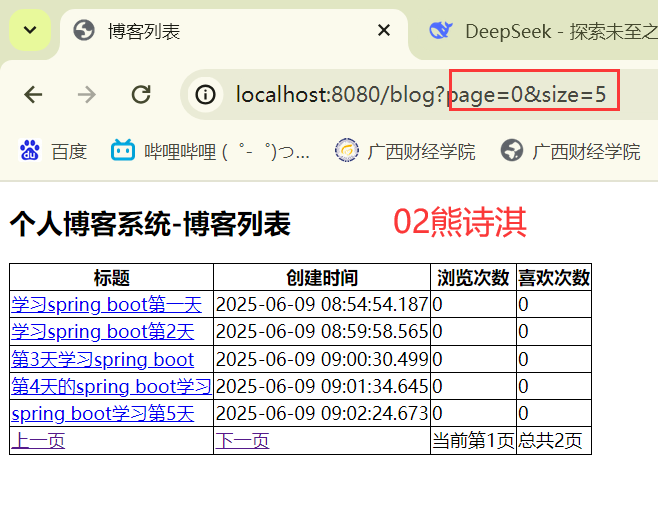 博客列表
DeepSeek - 探索未至之
localhost:8080/blog?page=0&size=5
百度 哔哩哔哩 (゜-゜)つ... 广西财经学院 广西财经学院
个人博客系统-博客列表 02熊诗淇
标题 创建时间 浏览次数 喜欢次数
学习spring boot第一天 2025-06-09 08:54:54.187 0 0
学习spring boot第2天 2025-06-09 08:59:58.565 0 0
第3天学习spring boot 2025-06-09 09:00:30.499 0 0
第4天的spring boot学习 2025-06-09 09:01:34.645 0 0
spring boot学习第5天 2025-06-09 09:02:24.673 0 0
上一页 下一页 当前第1页 总共2页